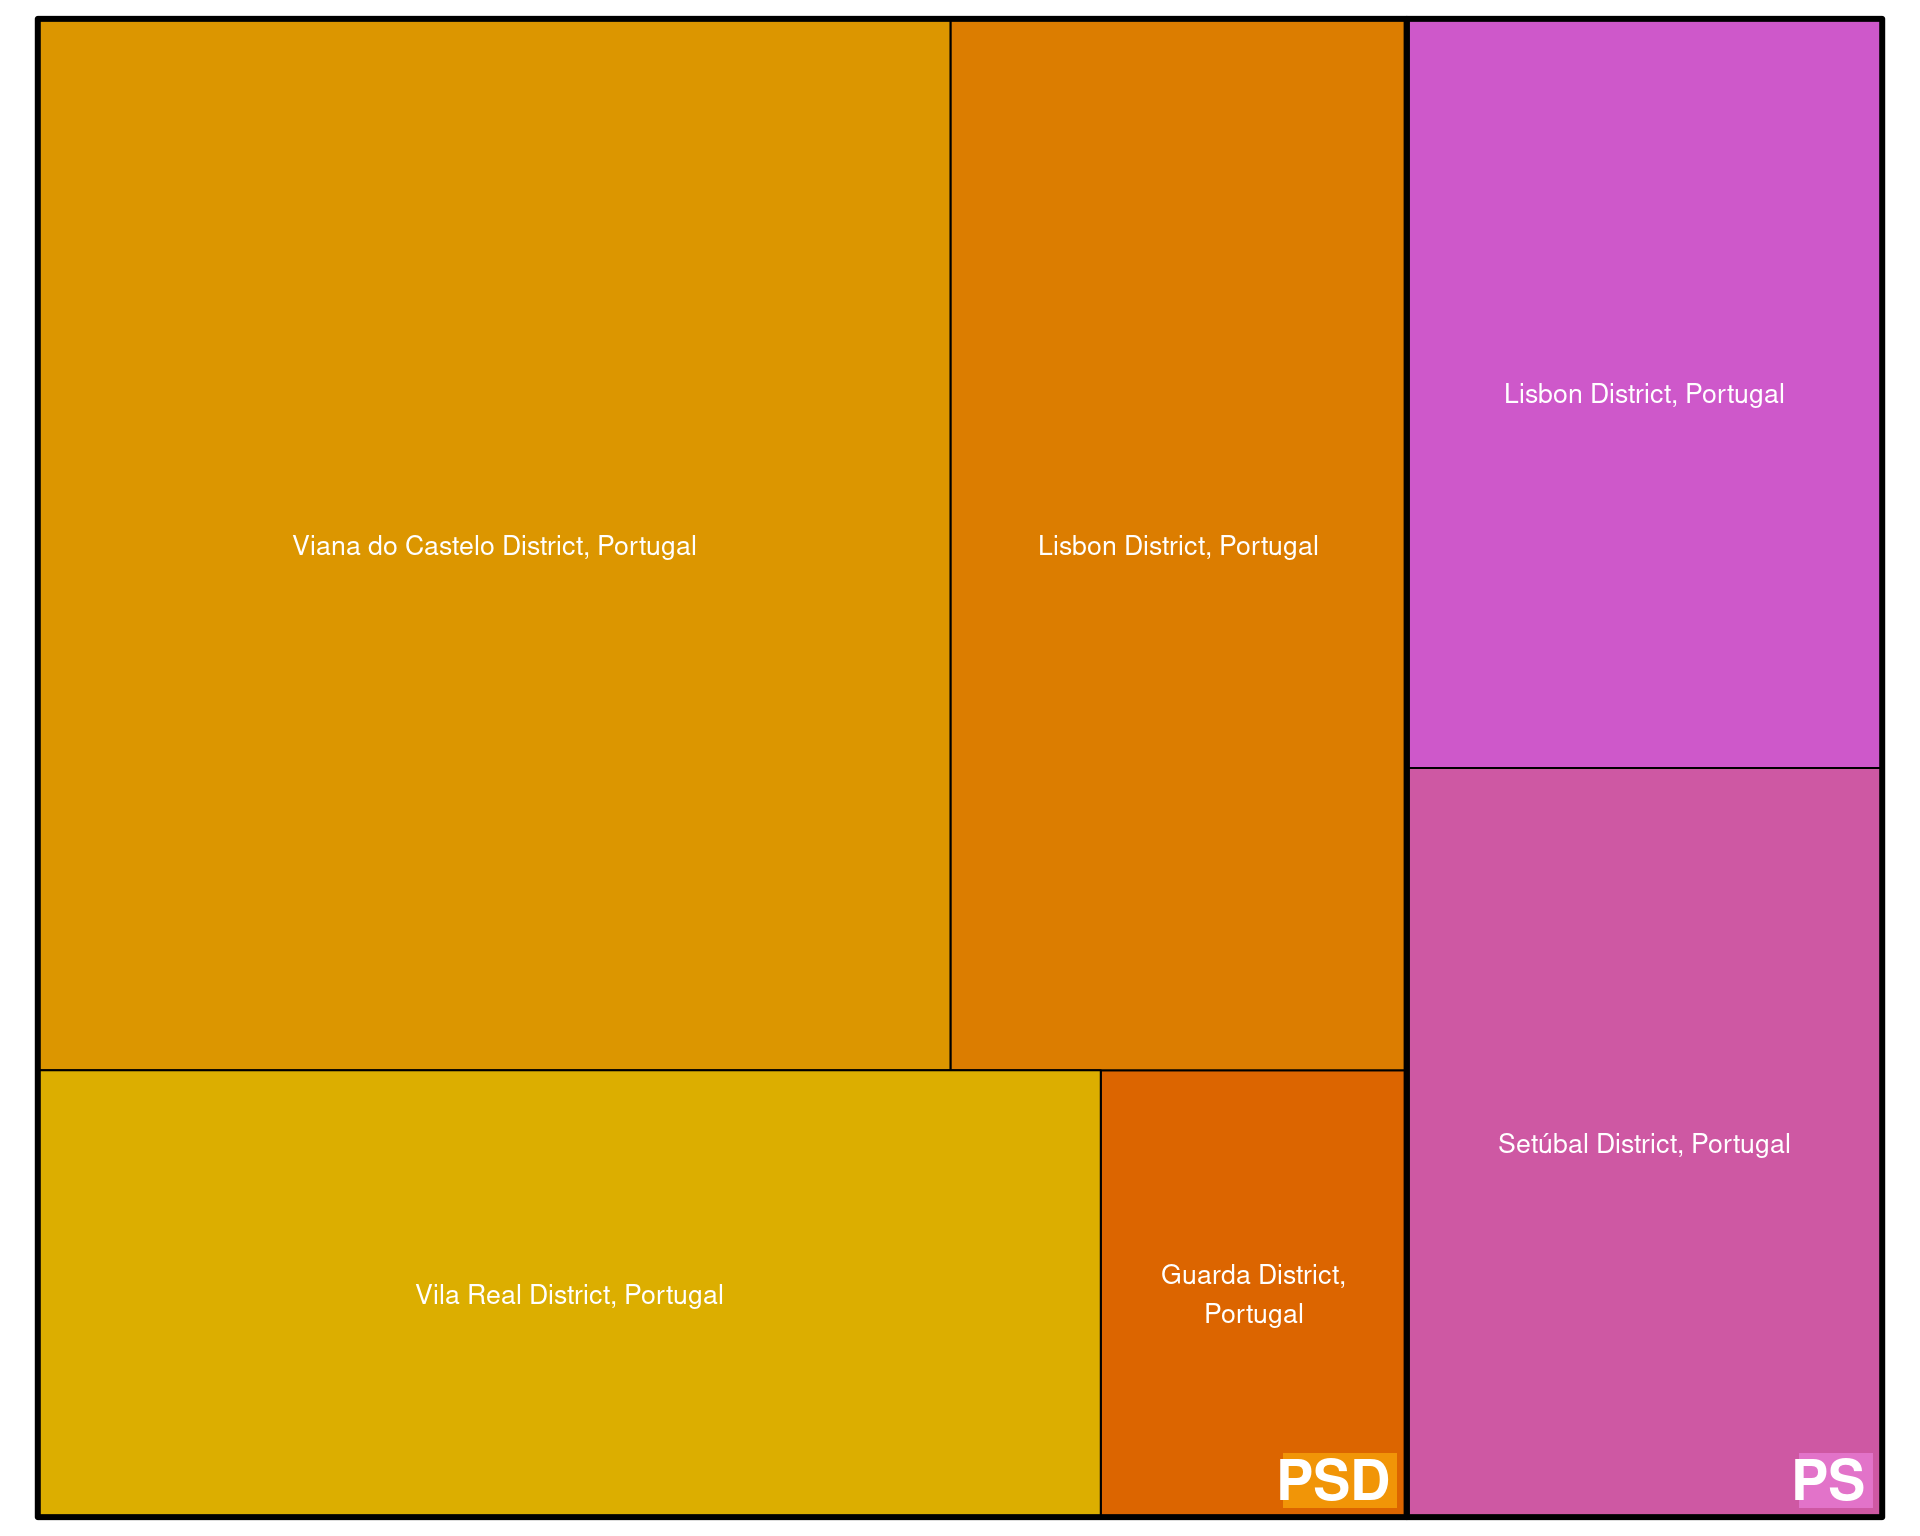 Viana do Castelo District, Portugal
Lisbon District, Portugal
Lisbon District, Portugal
Setúbal District, Portugal
Vila Real District, Portugal
Guarda District,
Portugal
PSD
PS